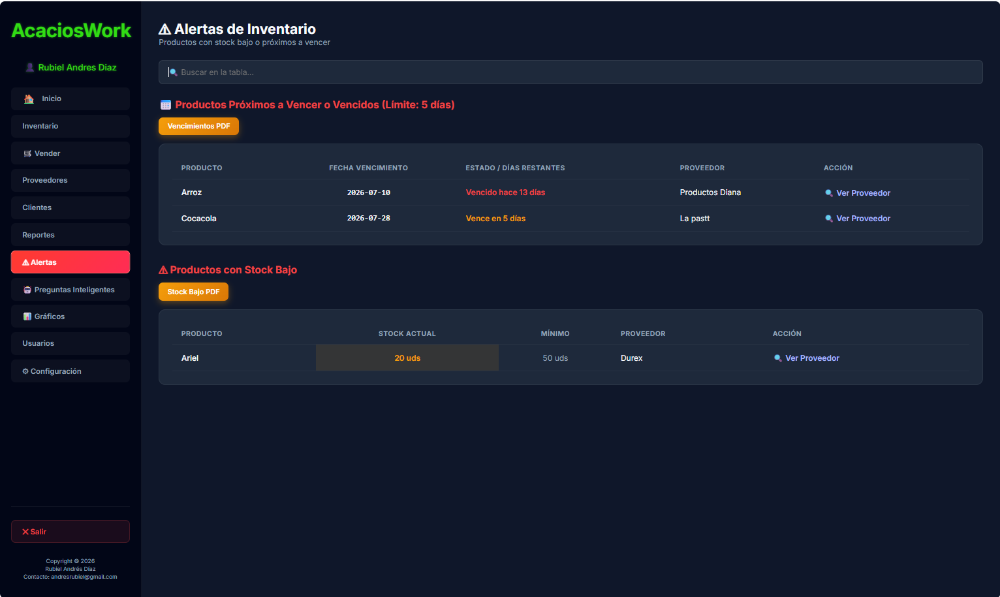 AcaciosWork
Rubiel Andres Diaz
Inicio
Inventario
Vender
Proveedores
Clientes
Reportes
⚠ Alertas
Preguntas Inteligentes
Gráficos
Usuarios
⚙ Configuración
❌ Salir
Copyright © 2026
Rubiel Andrés Díaz
Contacto: andresrubiel@gmail.com
⚠ Alertas de Inventario
Productos con stock bajo o próximos a vencer
🔍 Buscar en la tabla...
Productos Próximos a Vencer o Vencidos (Límite: 5 días)
Vencimientos PDF
PRODUCTO FECHA VENCIMIENTO ESTADO / DÍAS RESTANTES PROVEEDOR ACCIÓN
Arroz 2026-07-10 Vencido hace 13 días Productos Diana 🔍 Ver Proveedor
Cocacola 2026-07-28 Vence en 5 días La pastt 🔍 Ver Proveedor
⚠ Productos con Stock Bajo
Stock Bajo PDF
PRODUCTO STOCK ACTUAL MÍNIMO PROVEEDOR ACCIÓN
Ariel 20 uds 50 uds Durex 🔍 Ver Proveedor